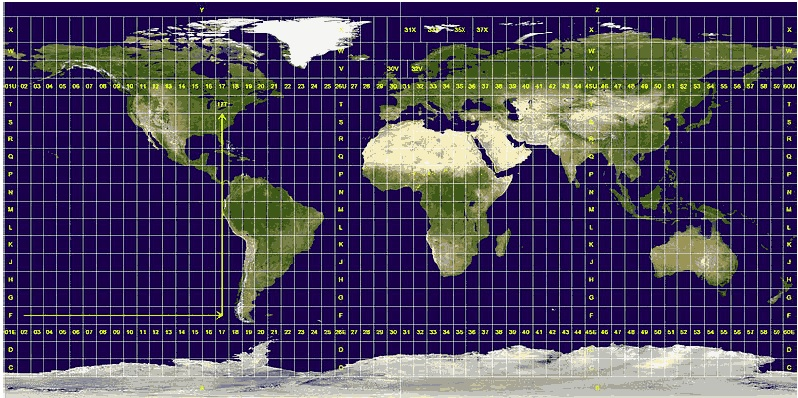 Y Z
X X 31X 33X 35X 37X X X
W W W W
V 30V 32V V V V
01U 02 03 04 05 06 07 08 09 10 11 12 13 14 15 16 17 18 19 20 21 22 23 24 25 26U 27 28 29 30 31 32 33 34 35 36 37 38 39 40 41 42 43 44 45U 46 47 48 49 50 51 52 53 54 55 56 57 58 59 60U
T 17T T T T
S S S S
R R R R
Q Q Q Q
P P P P
N N N N
M M M M
L L L L
K K K K
J J J J
H H H H
G G G G
F F F F
01E 02 03 04 05 06 07 08 09 10 11 12 13 14 15 16 17 18 19 20 21 22 23 24 25 26E 27 28 29 30 31 32 33 34 35 36 37 38 39 40 41 42 43 44 45E 46 47 48 49 50 51 52 53 54 55 56 57 58 59 60E
D D D D
C C C C
A B